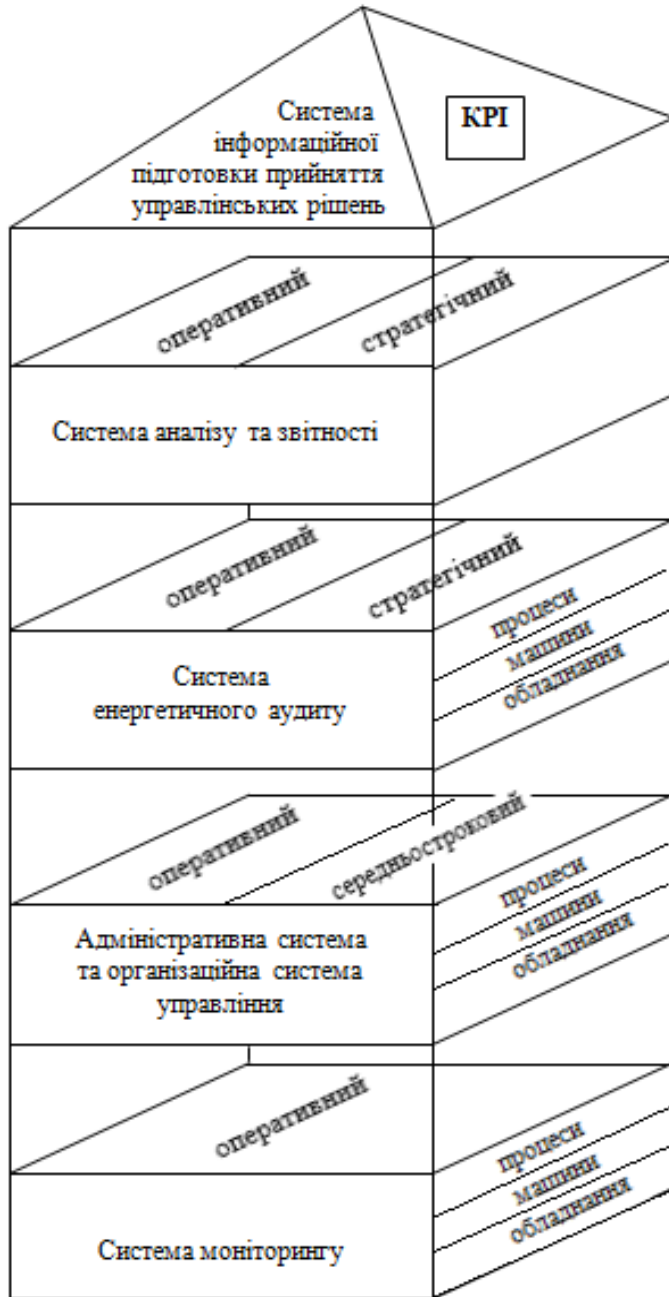 Система
інформаційної
підготовки прийняття
управлінських рішень
КРІ
оперативний
стратегічний
Система аналізу та звітності
оперативний
стратегічний
процеси
машини
обладнання
Система
енергетичного аудиту
оперативний
середньостроковий
процеси
машини
обладнання
Адміністративна система
та організаційна система
управління
оперативний
процеси
машини
обладнання
Система моніторингу